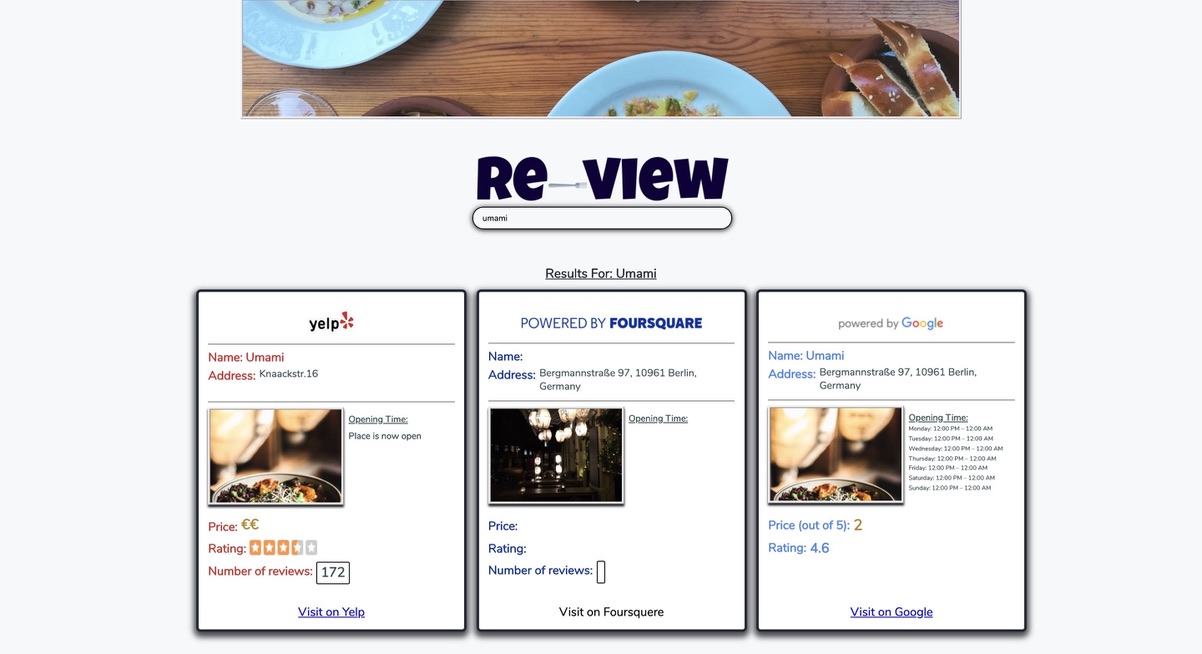 Re-view
umami
Results For: Umami
yelp
Name: Umami
Address: Knaackstr.16
Opening Time:
Place is now open
Price: €€
Rating:
Number of reviews: 172
Visit on Yelp
POWERED BY FOURSQUARE
Name:
Address: Bergmannstraße 97, 10961 Berlin,
Germany
Opening Time:
Price:
Rating:
Number of reviews:
Visit on Foursquere
powered by Google
Name: Umami
Address: Bergmannstraße 97, 10961 Berlin,
Germany
Opening Time:
Monday: 12:00 PM – 12:00 AM
Tuesday: 12:00 PM – 12:00 AM
Wednesday: 12:00 PM – 12:00 AM
Thursday: 12:00 PM – 12:00 AM
Friday: 12:00 PM – 12:00 AM
Saturday: 12:00 PM – 12:00 AM
Sunday: 12:00 PM – 12:00 AM
Price (out of 5): 2
Rating: 4.6
Visit on Google